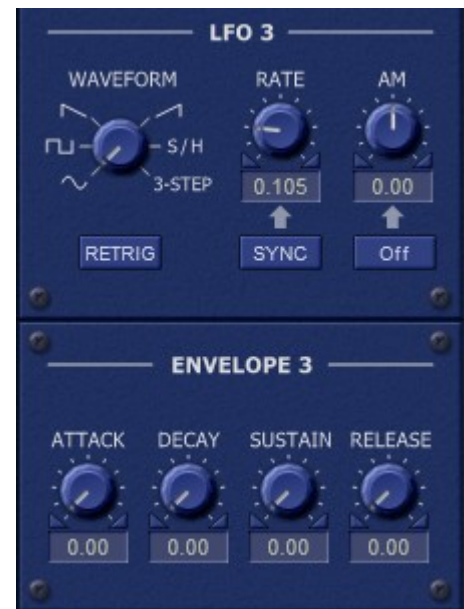 LFO 3
WAVEFORM RATE AM
S/H
3-STEP
0.105 0.00
RETRIG SYNC Off
ENVELOPE 3
ATTACK DECAY SUSTAIN RELEASE
0.00 0.00 0.00 0.00